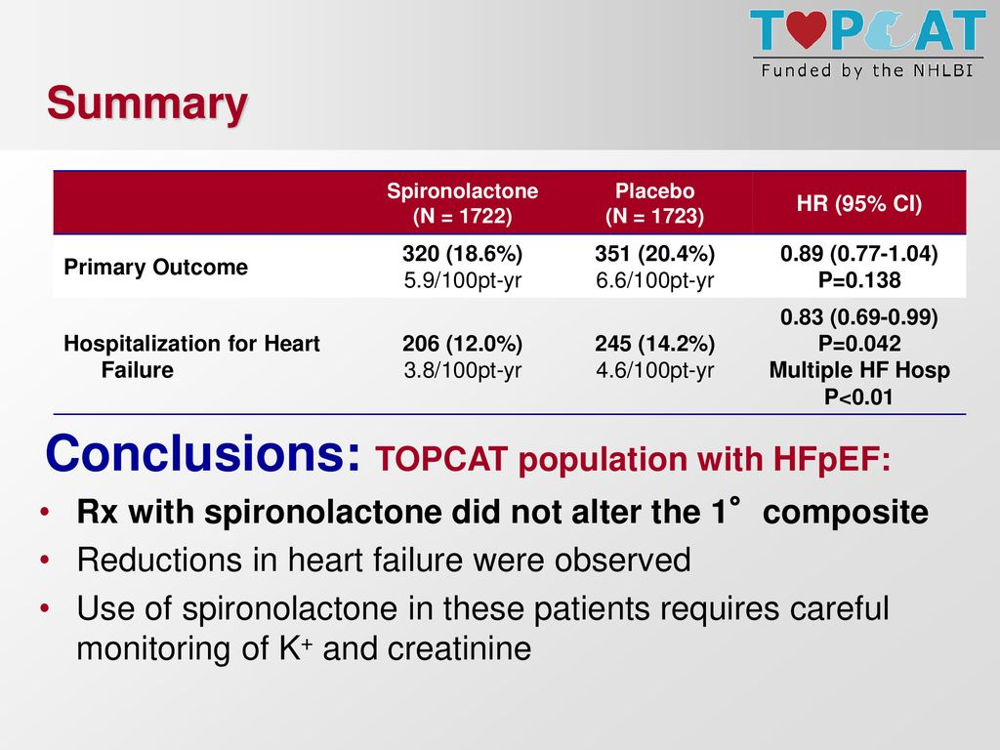 TOPCAT
Funded by the NHLBI
Summary
Spironolactone (N = 1722) Placebo (N = 1723) HR (95% CI)
Primary Outcome 320 (18.6%) 5.9/100pt-yr 351 (20.4%) 6.6/100pt-yr 0.89 (0.77-1.04) P=0.138
Hospitalization for Heart Failure 206 (12.0%) 3.8/100pt-yr 245 (14.2%) 4.6/100pt-yr 0.83 (0.69-0.99) P=0.042 Multiple HF Hosp P<0.01
Conclusions: TOPCAT population with HFpEF:
• Rx with spironolactone did not alter the 1° composite
• Reductions in heart failure were observed
• Use of spironolactone in these patients requires careful
monitoring of K⁺ and creatinine